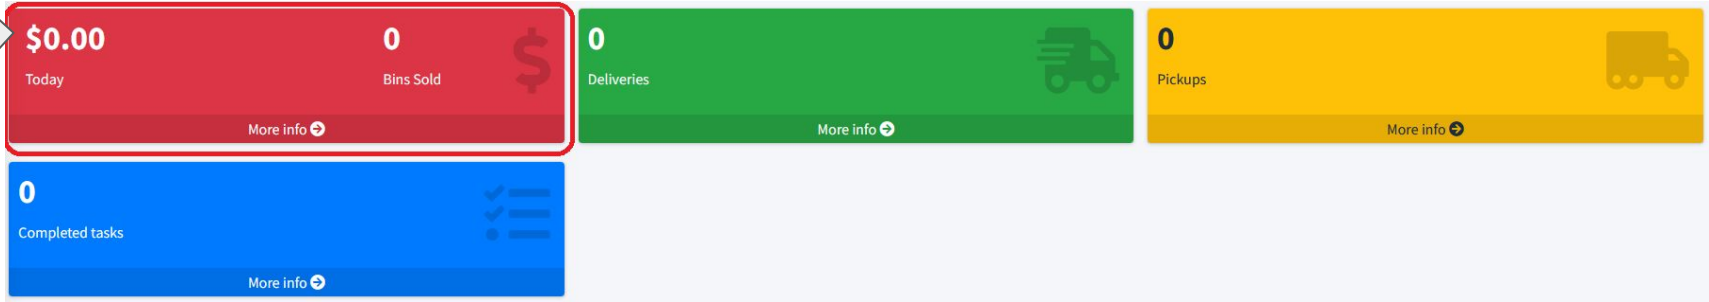 $0.00
Today
0
Bins Sold
More info
0
Deliveries
More info
0
Pickups
More info
0
Completed tasks
More info